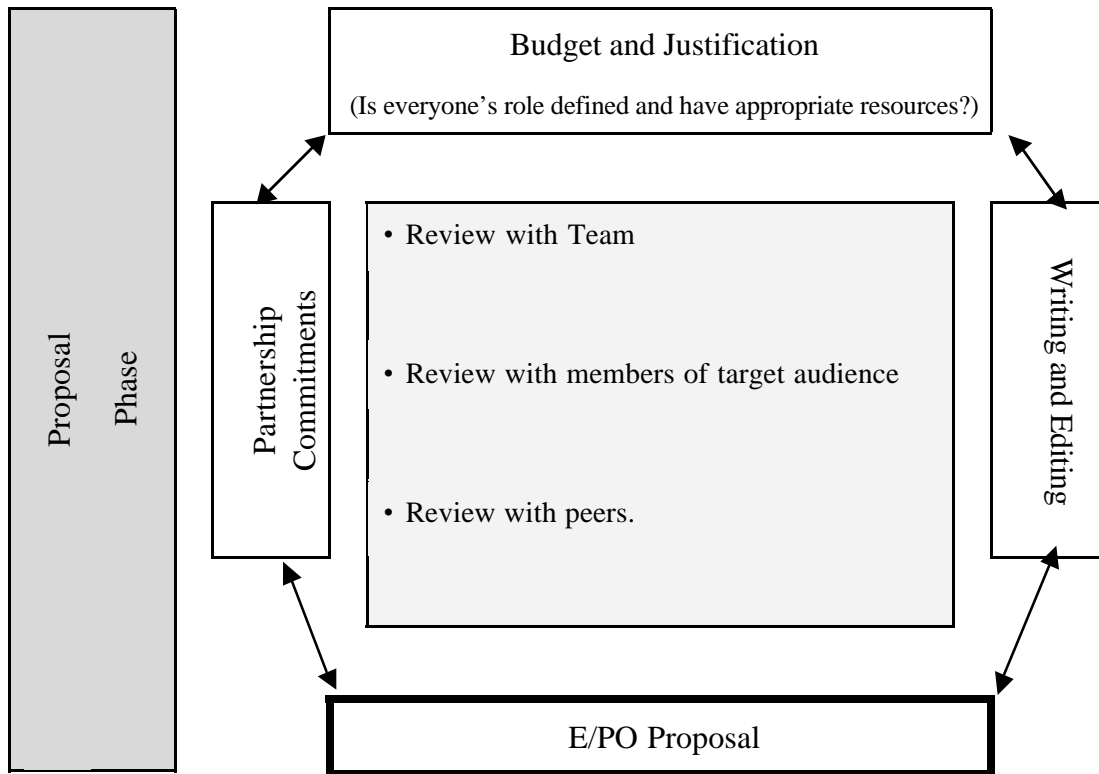 Proposal
Phase
Budget and Justification
(Is everyone’s role defined and have appropriate resources?)
Partnership
Commitments
• Review with Team
• Review with members of target audience
• Review with peers.
Writing and Editing
E/PO Proposal